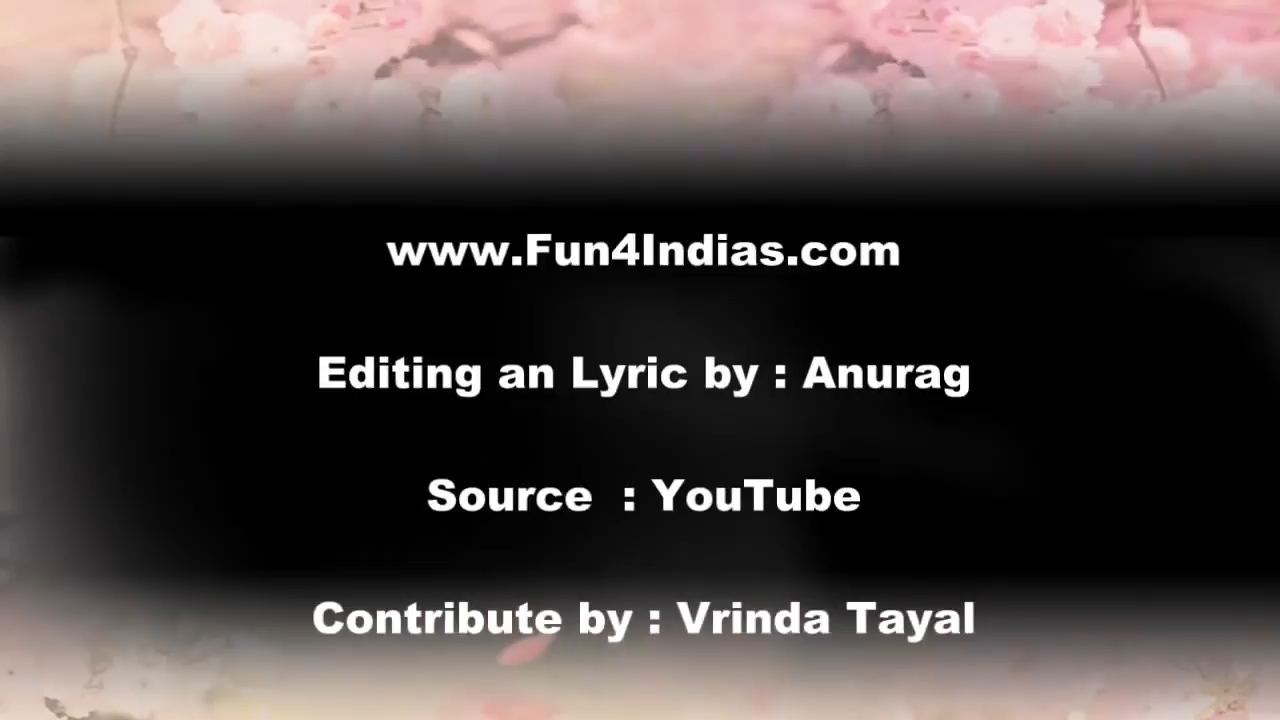 www.Fun4Indias.com
Editing an Lyric by : Anurag
Source  : YouTube
Contribute by : Vrinda Tayal